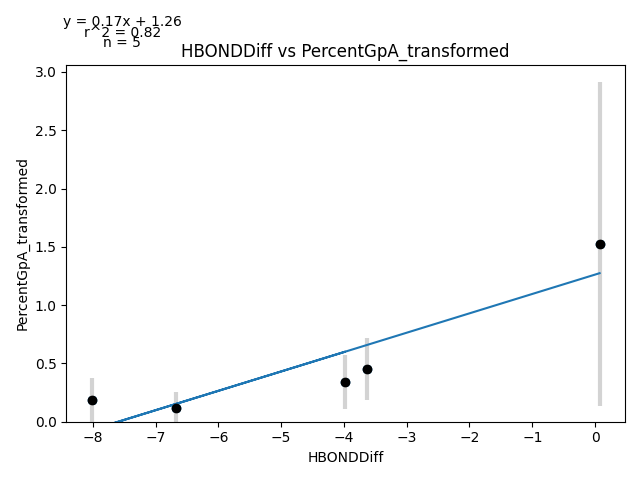 y = 0.17x + 1.26
r^2 = 0.82
n = 5
HBONDDiff vs PercentGpA_transformed
3.0
2.5
2.0
1.5
1.0
0.5
0.0
PercentGpA_transformed
−8 −7 −6 −5 −4 −3 −2 −1 0
HBONDDiff